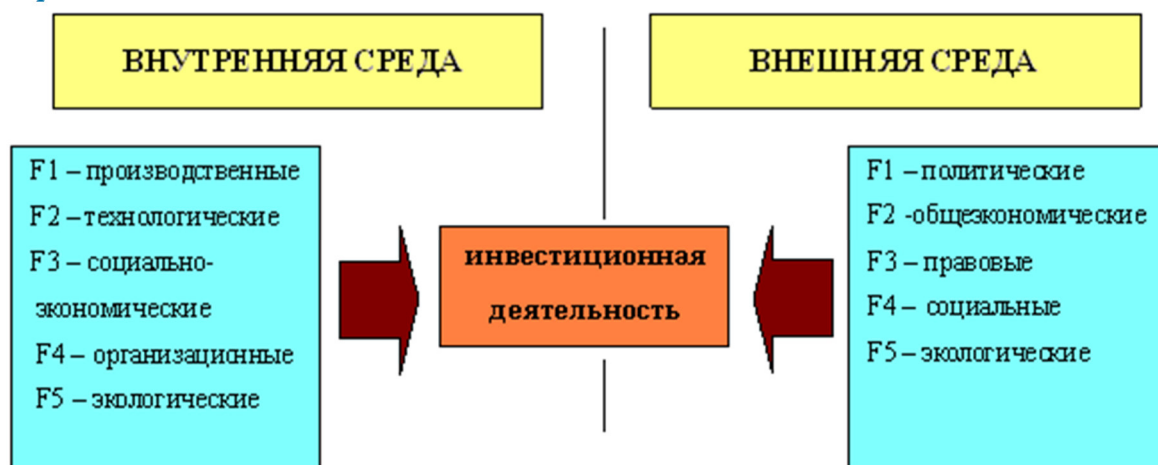 ВНУТРЕННЯЯ СРЕДА
ВНЕШНЯЯ СРЕДА
F1 – производственные
F2 – технологические
F3 – социально-
экономические
F4 – организационные
F5 – экологические
инвестиционная
деятельность
F1 – политические
F2 -общеэкономические
F3 – правовые
F4 – социальные
F5 – экологические